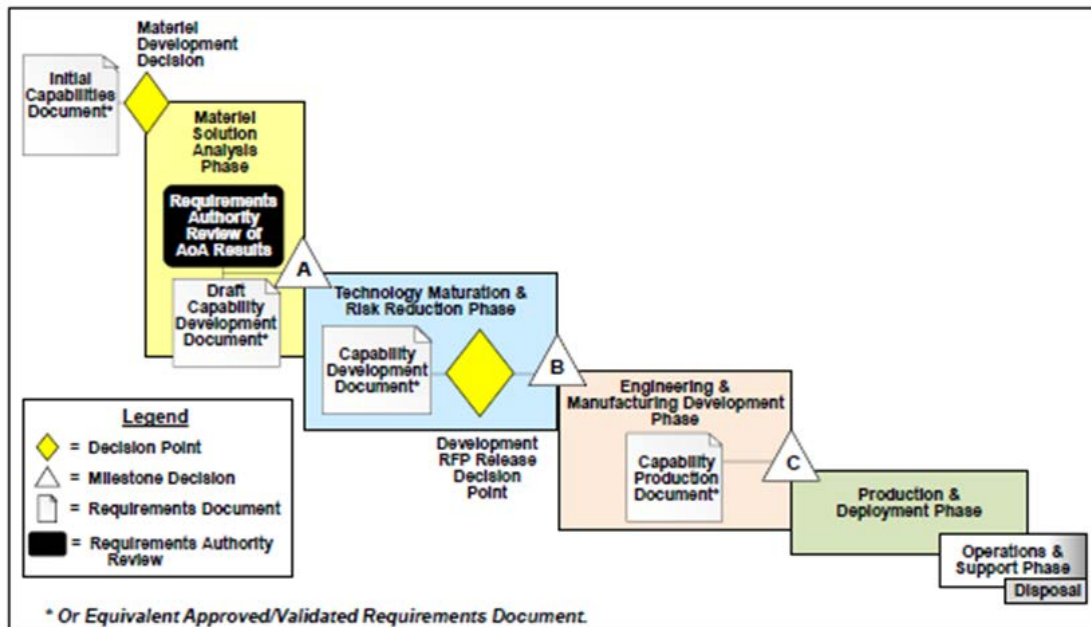 Materiel
Development
Decision
Initial
Capabilities
Document*
Materiel
Solution
Analysis
Phase
Requirements
Authority
Review of
AoA Results
A
Draft
Capability
Development
Document*
Technology Maturation &
Risk Reduction Phase
Capability
Development
Document*
B
Development
RFP Release
Decision
Point
Engineering &
Manufacturing Development
Phase
Capability
Production
Document*
C
Production &
Deployment Phase
Operations &
Support Phase
Disposal
Legend
= Decision Point
= Milestone Decision
= Requirements Document
= Requirements Authority
Review
* Or Equivalent Approved/Validated Requirements Document.